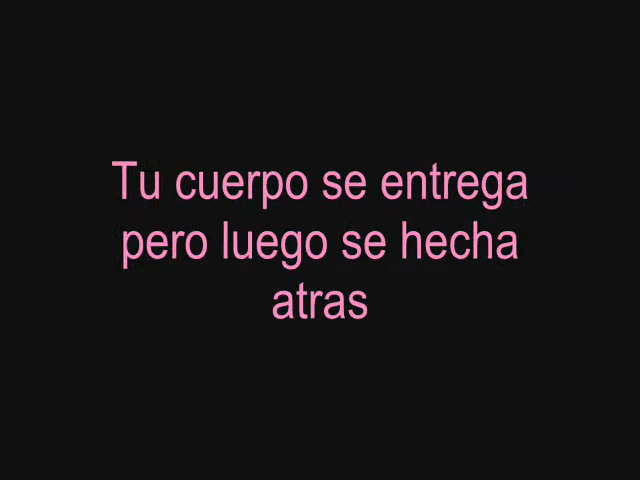 Tu cuerpo se entrega
pero luego se hecha
atras